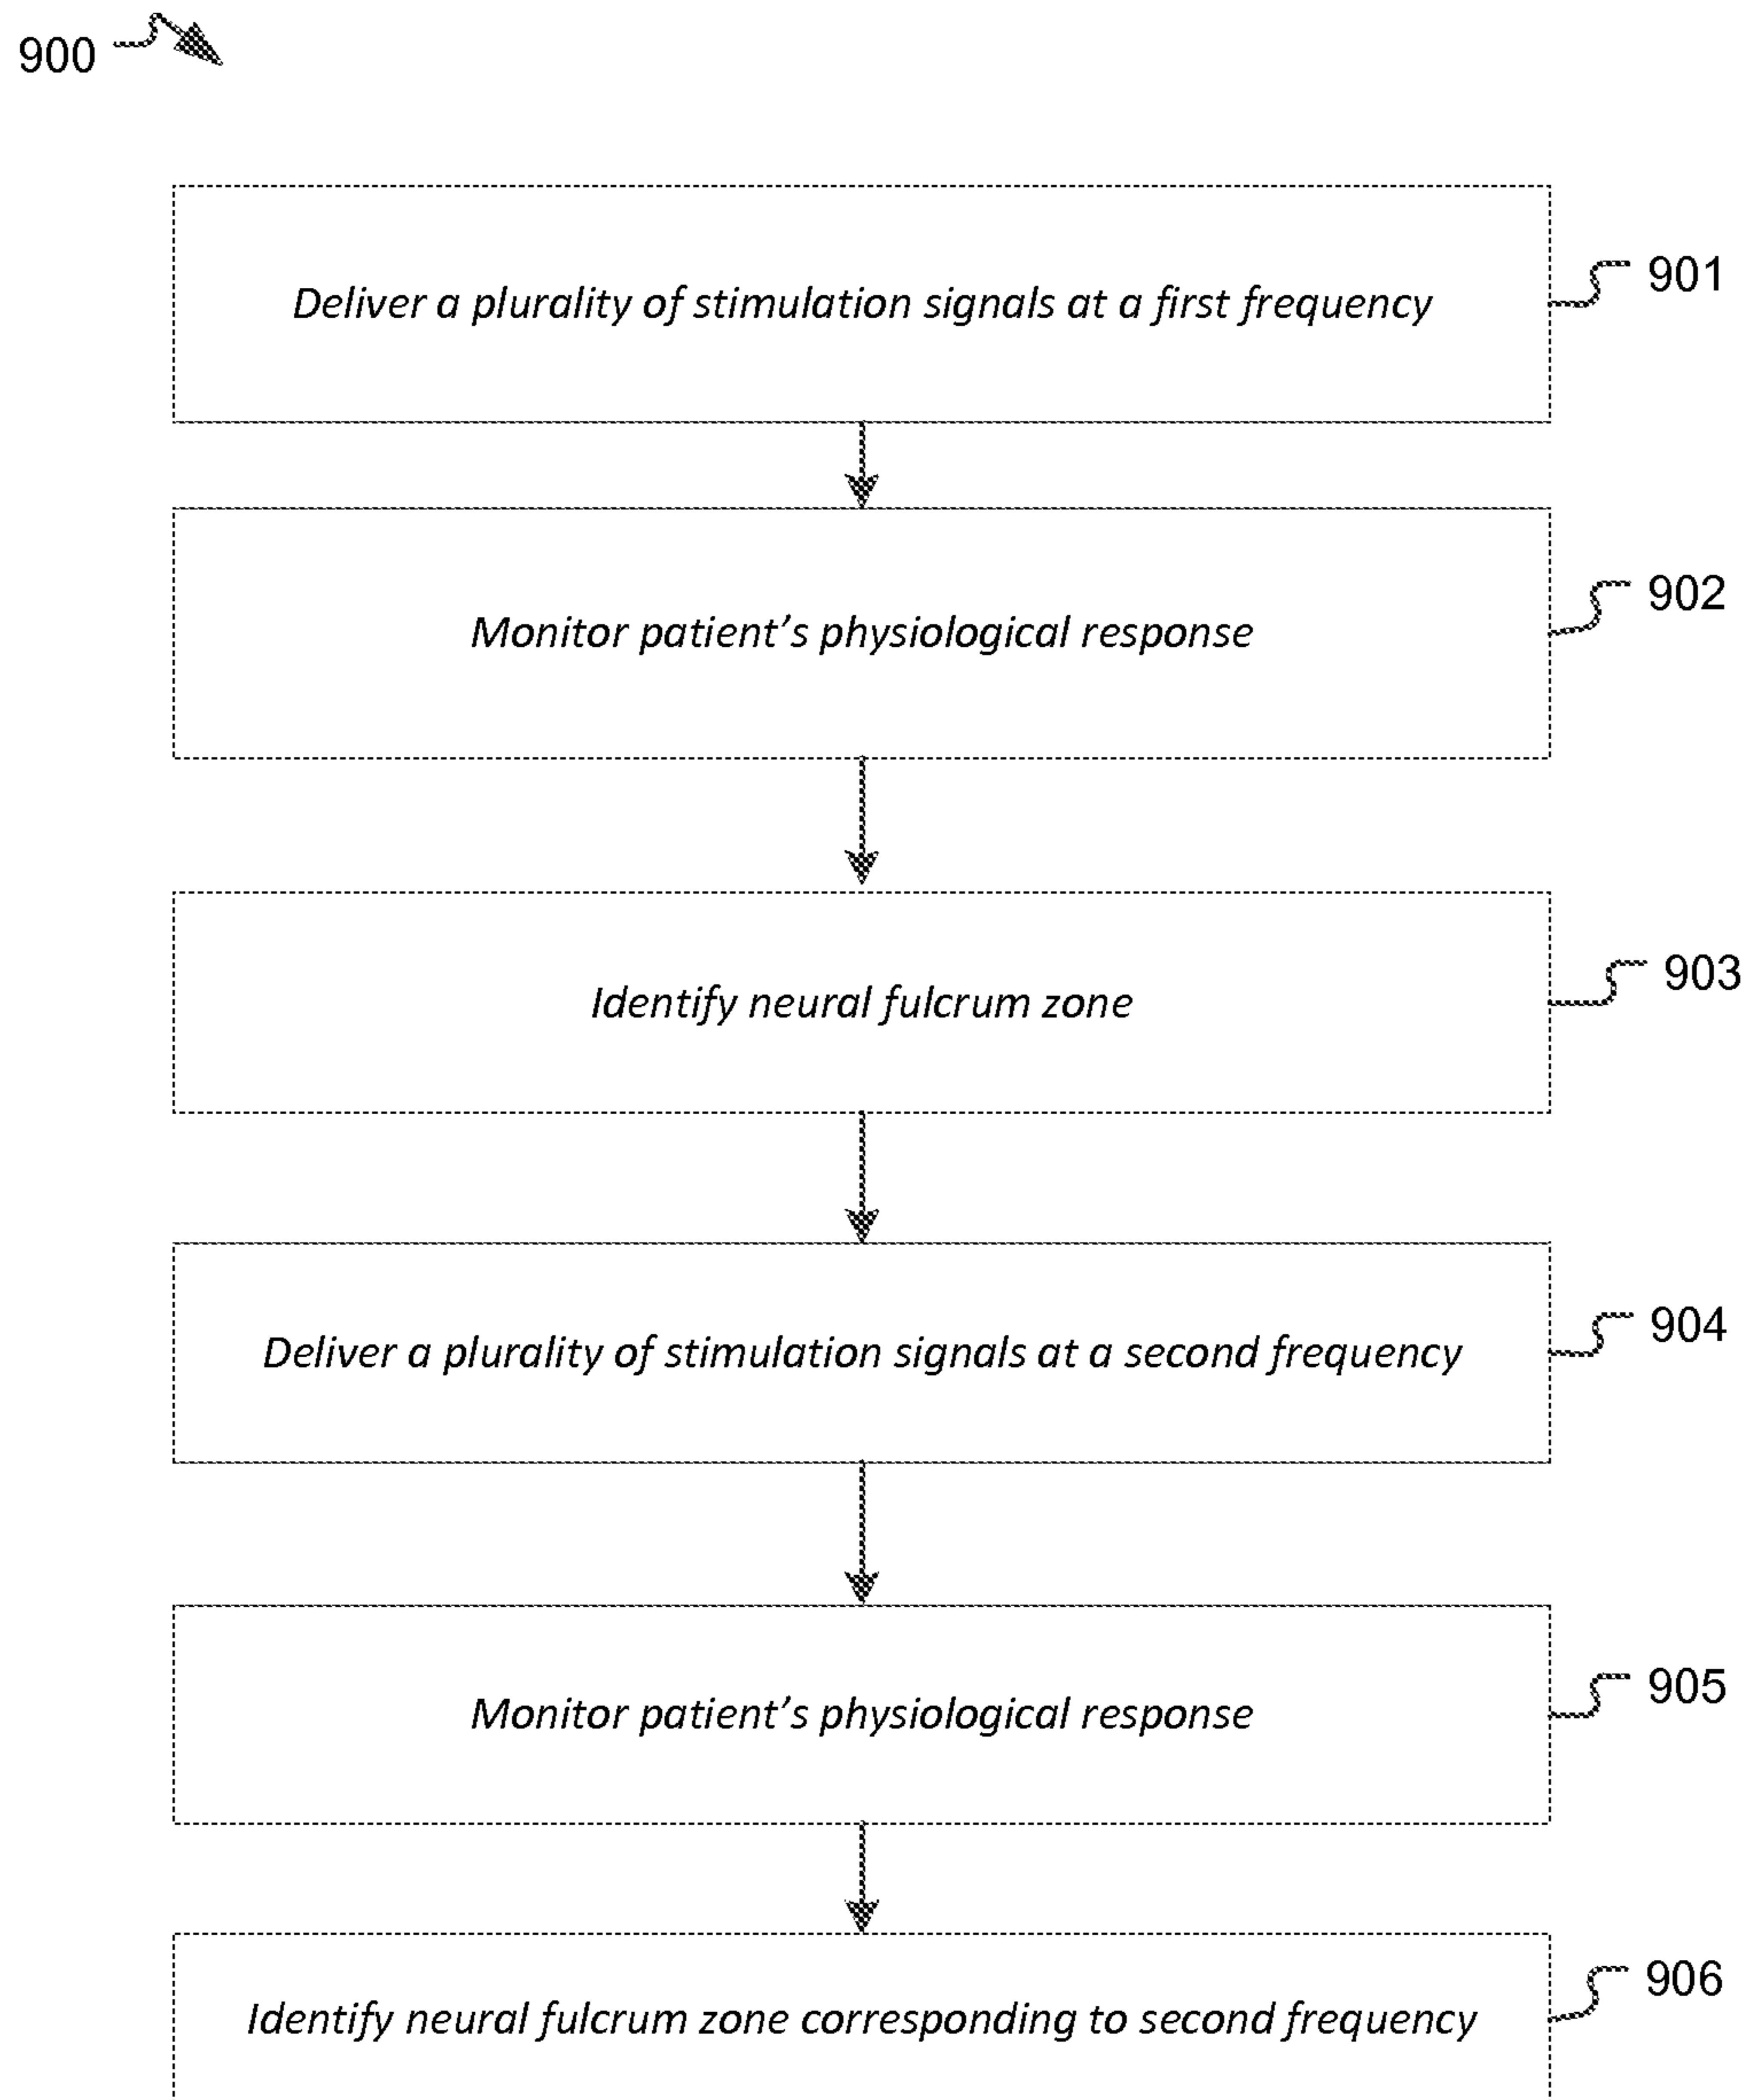 900
Deliver a plurality of stimulation signals at a first frequency
901
Monitor patient’s physiological response
902
Identify neural fulcrum zone
903
Deliver a plurality of stimulation signals at a second frequency
904
Monitor patient’s physiological response
905
Identify neural fulcrum zone corresponding to second frequency
906